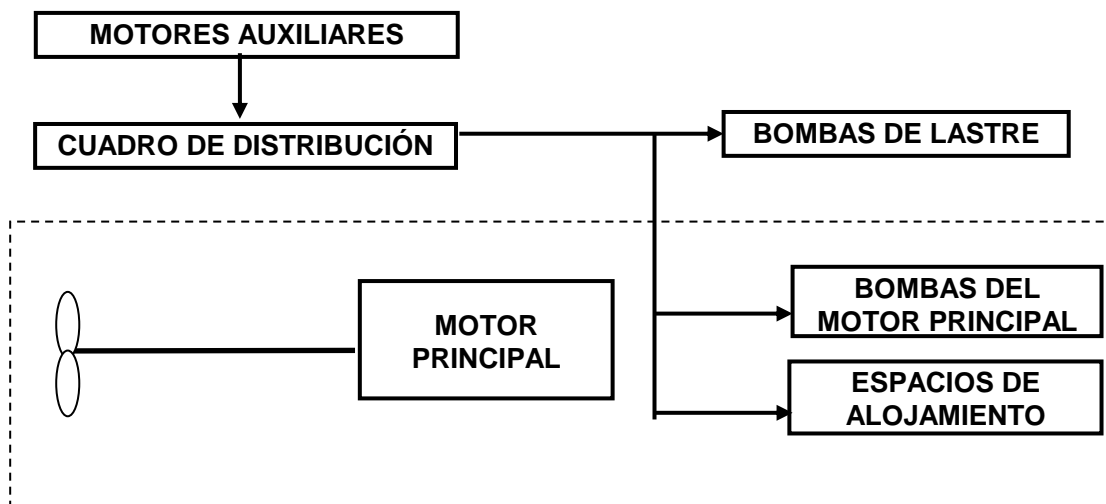 MOTORES AUXILIARES
CUADRO DE DISTRIBUCIÓN
BOMBAS DE LASTRE
MOTOR
PRINCIPAL
BOMBAS DEL
MOTOR PRINCIPAL
ESPACIOS DE
ALOJAMIENTO